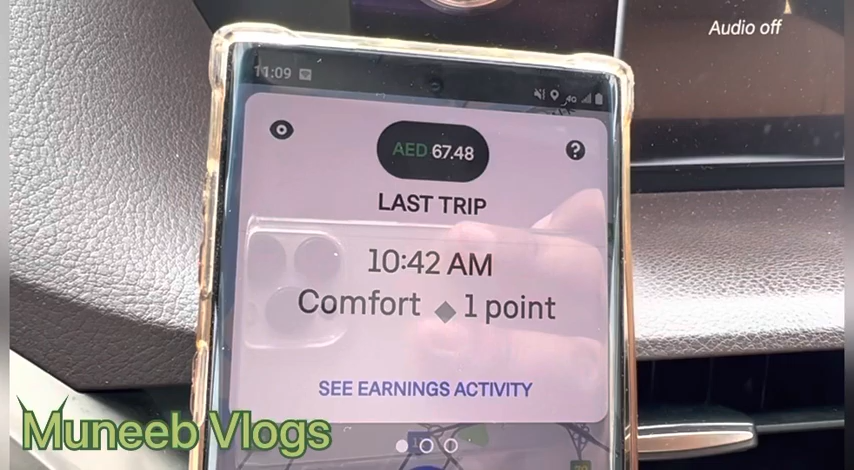 Audio off
11:09
4G
AED 67.48
LAST TRIP
10:42 AM
Comfort ◆ 1 point
SEE EARNINGS ACTIVITY
Muneeb Vlogs